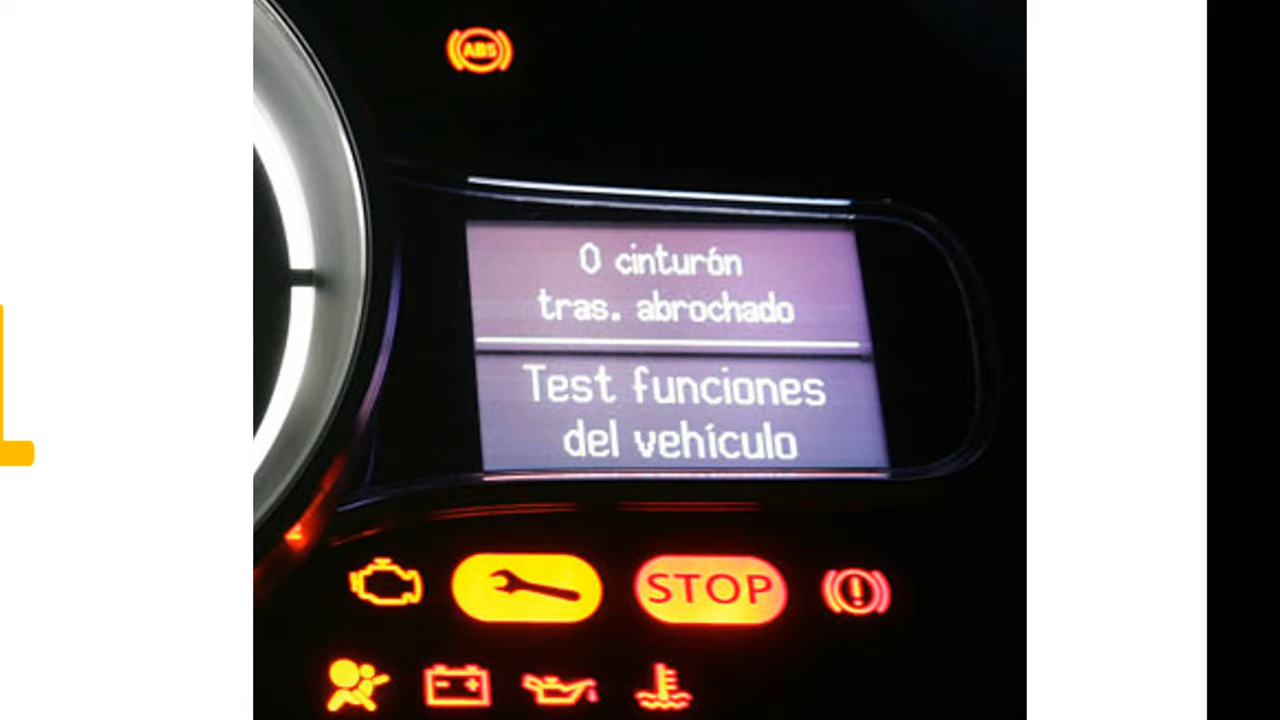 ABS
0 cinturón
tras. abrochado
Test funciones
del vehículo
STOP